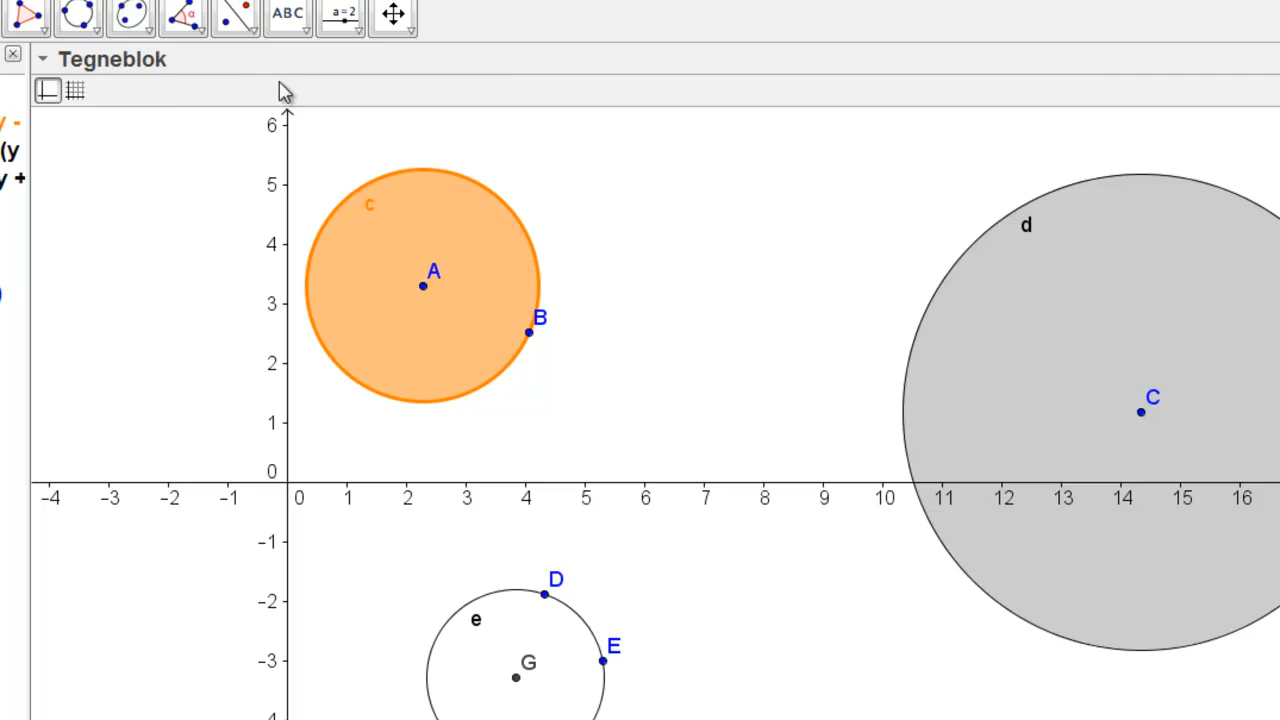 α ABC a=2
Tegneblok
y -
(y
y +
)
6
5
4
3
2
1
0
-1
-2
-3
-4 -3 -2 -1 0 1 2 3 4 5 6 7 8 9 10 11 12 13 14 15 16
c
A
B
d
C
D
e
E
G